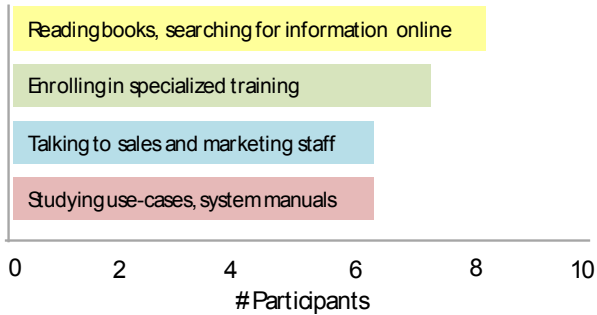 Reading books, searching for information online
Enrolling in specialized training
Talking to sales and marketing staff
Studying use-cases, system manuals
0 2 4 6 8 10
# Participants